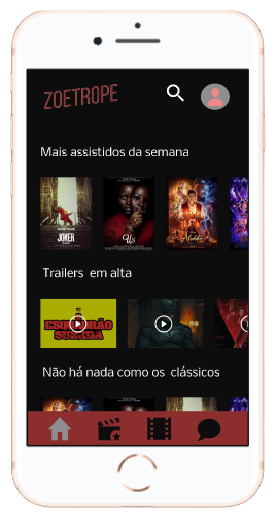 ZOETROPE
Mais assistidos da semana
JOKER
Us
Aladdin
Trailers em alta
O
ESQUADRÃO
SUICIDA
Não há nada como os clássicos